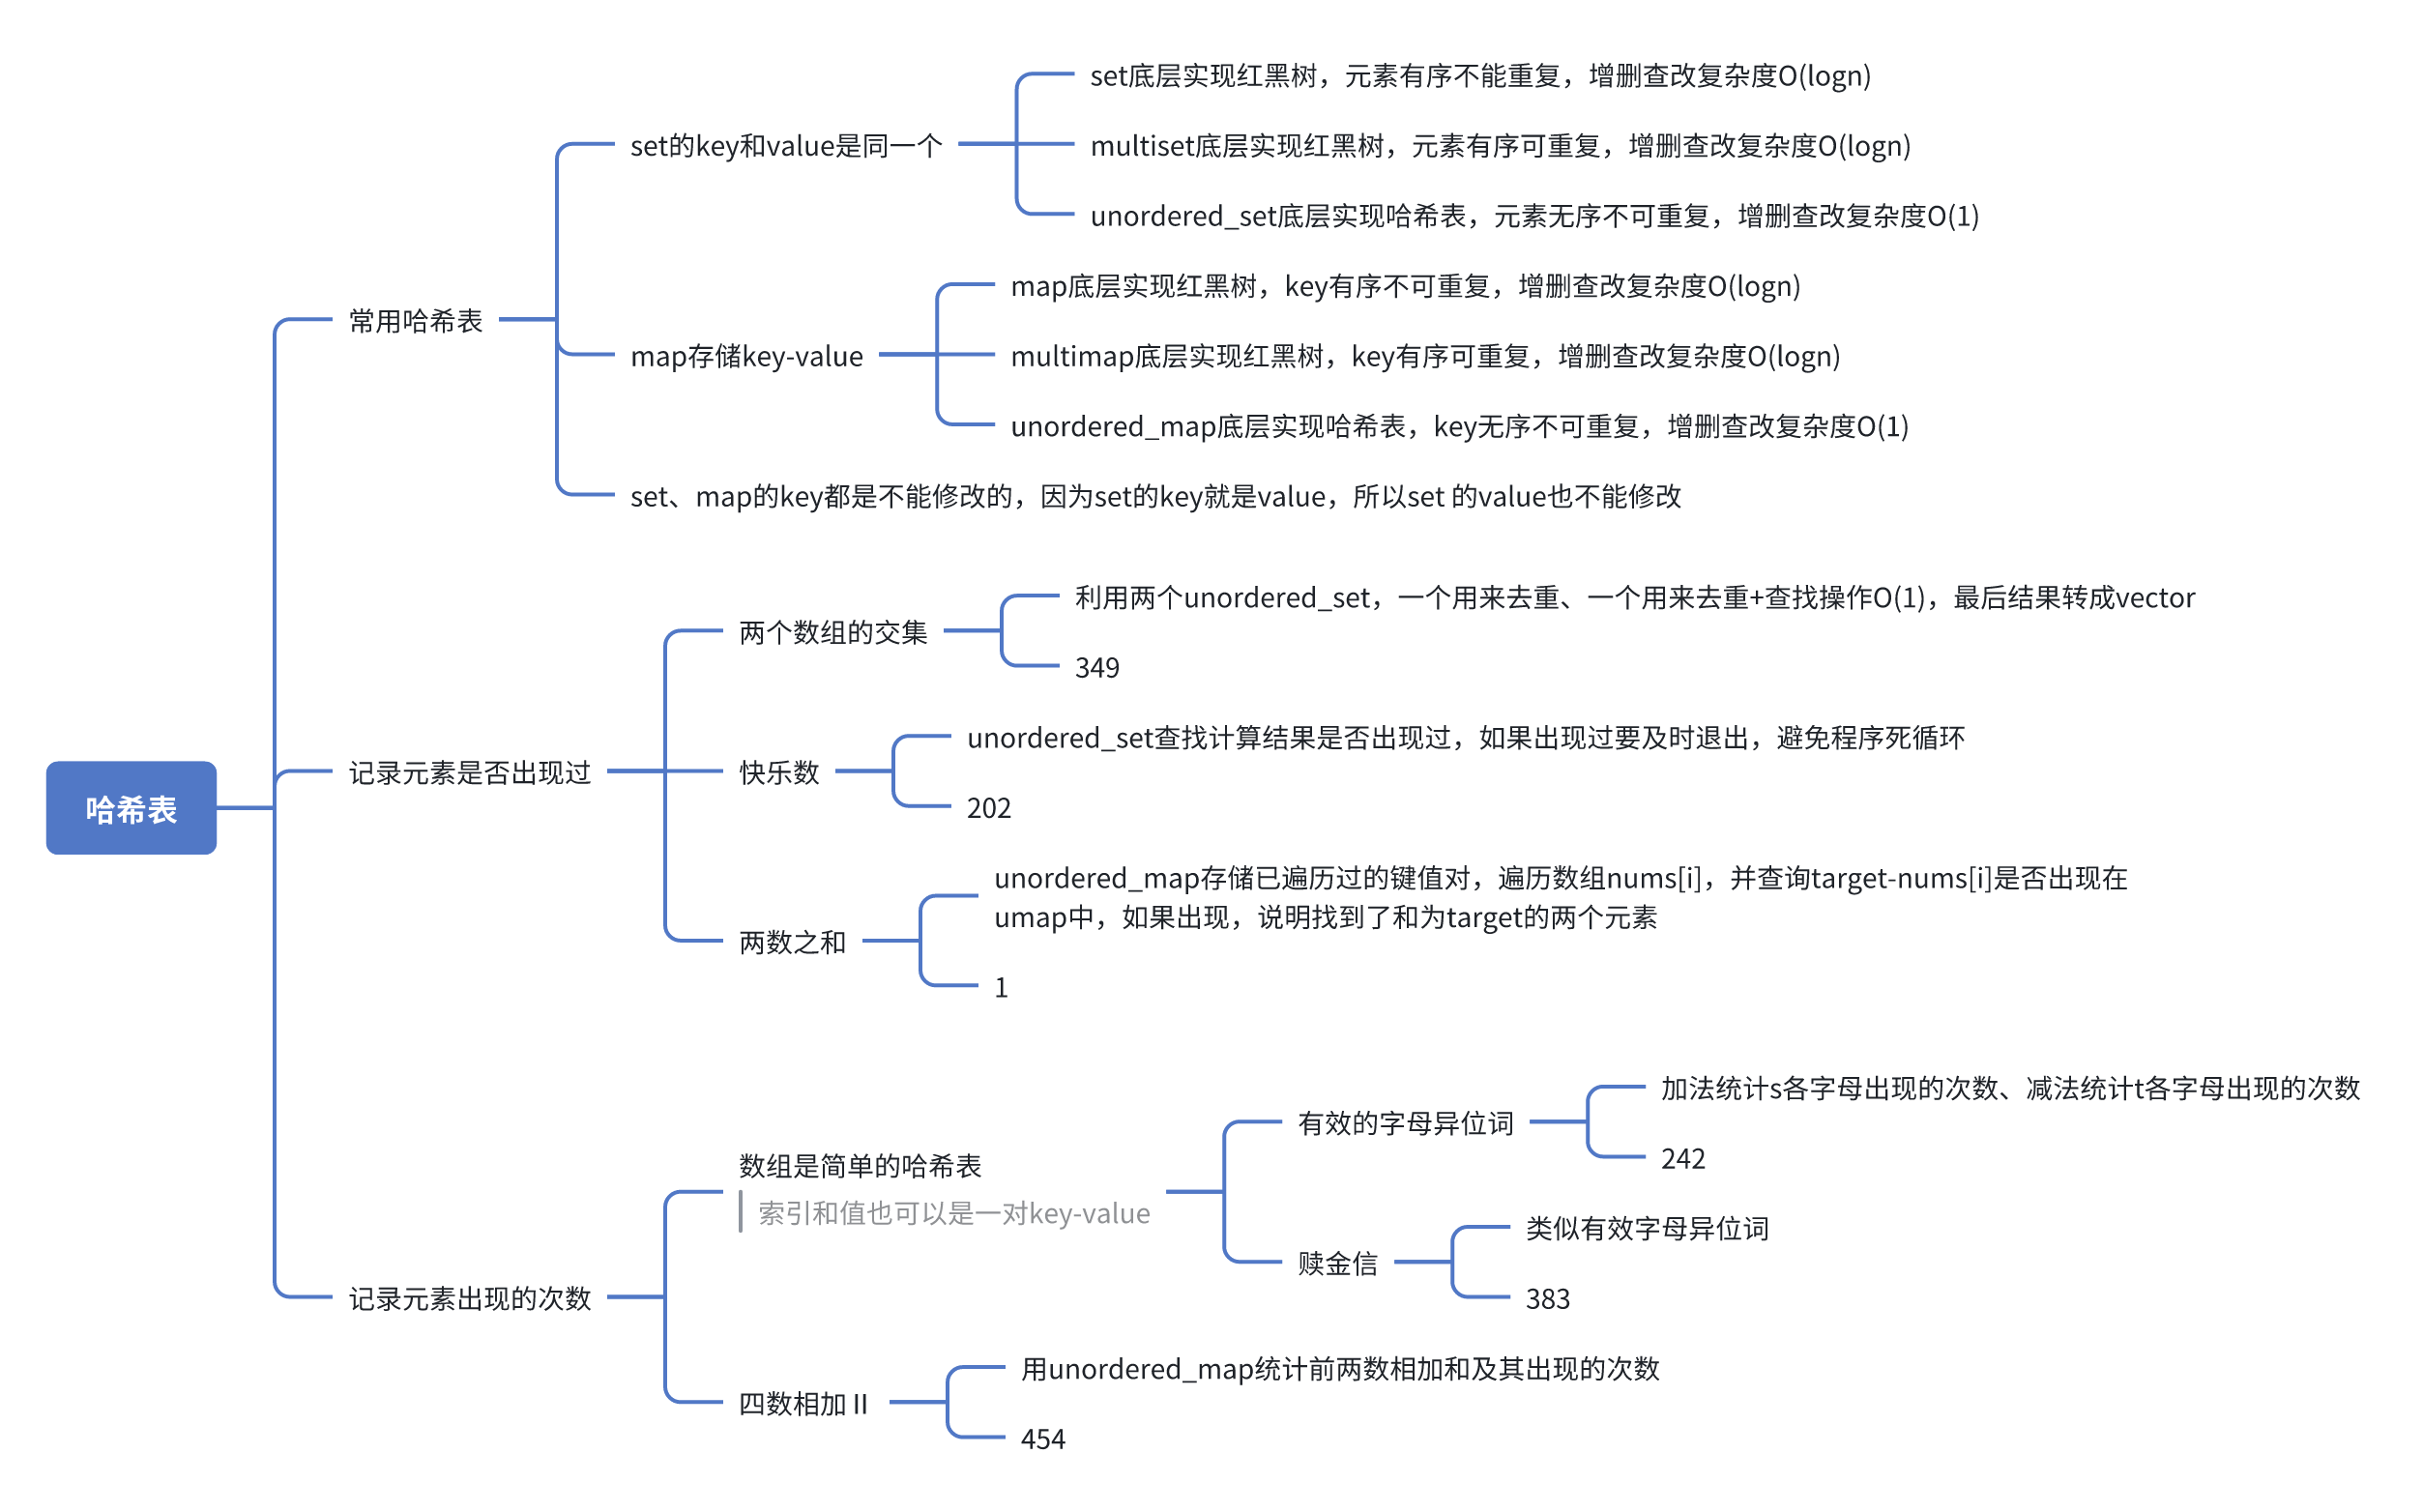 哈希表
常用哈希表
set的key和value是同一个
set底层实现红黑树，元素有序不能重复，增删查改复杂度O(logn)
multiset底层实现红黑树，元素有序可重复，增删查改复杂度O(logn)
unordered_set底层实现哈希表，元素无序不可重复，增删查改复杂度O(1)
map存储key-value
map底层实现红黑树，key有序不可重复，增删查改复杂度O(logn)
multimap底层实现红黑树，key有序可重复，增删查改复杂度O(logn)
unordered_map底层实现哈希表，key无序不可重复，增删查改复杂度O(1)
set、map的key都是不能修改的，因为set的key就是value，所以set 的value也不能修改
记录元素是否出现过
两个数组的交集
利用两个unordered_set，一个用来去重、一个用来去重+查找操作O(1)，最后结果转成vector
349
快乐数
unordered_set查找计算结果是否出现过，如果出现过要及时退出，避免程序死循环
202
两数之和
unordered_map存储已遍历过的键值对，遍历数组nums[i]，并查询target-nums[i]是否出现在
umap中，如果出现，说明找到了和为target的两个元素
1
记录元素出现的次数
数组是简单的哈希表
索引和值也可以是一对key-value
有效的字母异位词
加法统计s各字母出现的次数、减法统计t各字母出现的次数
242
赎金信
类似有效字母异位词
383
四数相加 II
用unordered_map统计前两数相加和及其出现的次数
454